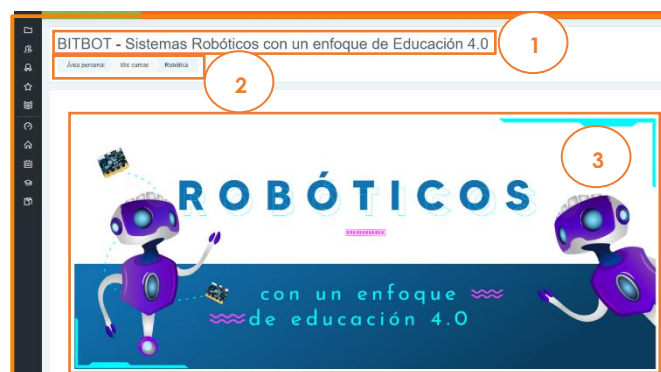 BITBOT - Sistemas Robóticos con un enfoque de Educación 4.0
1
Área personal Mis cursos Robótica
2
3
ROBÓTICOS
con un enfoque
de educación 4.0